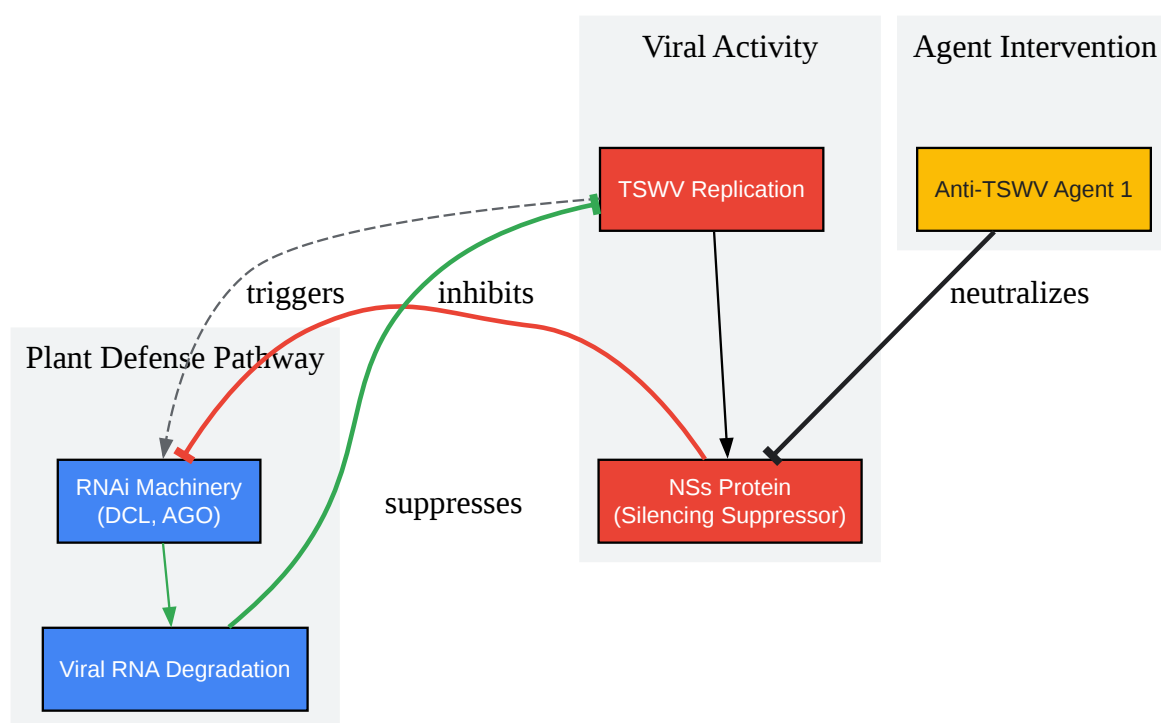 Viral Activity
Agent Intervention
TSWV Replication
Anti-TSWV Agent 1
triggers
inhibits
neutralizes
Plant Defense Pathway
RNAi Machinery
(DCL, AGO)
suppresses
NSs Protein
(Silencing Suppressor)
Viral RNA Degradation